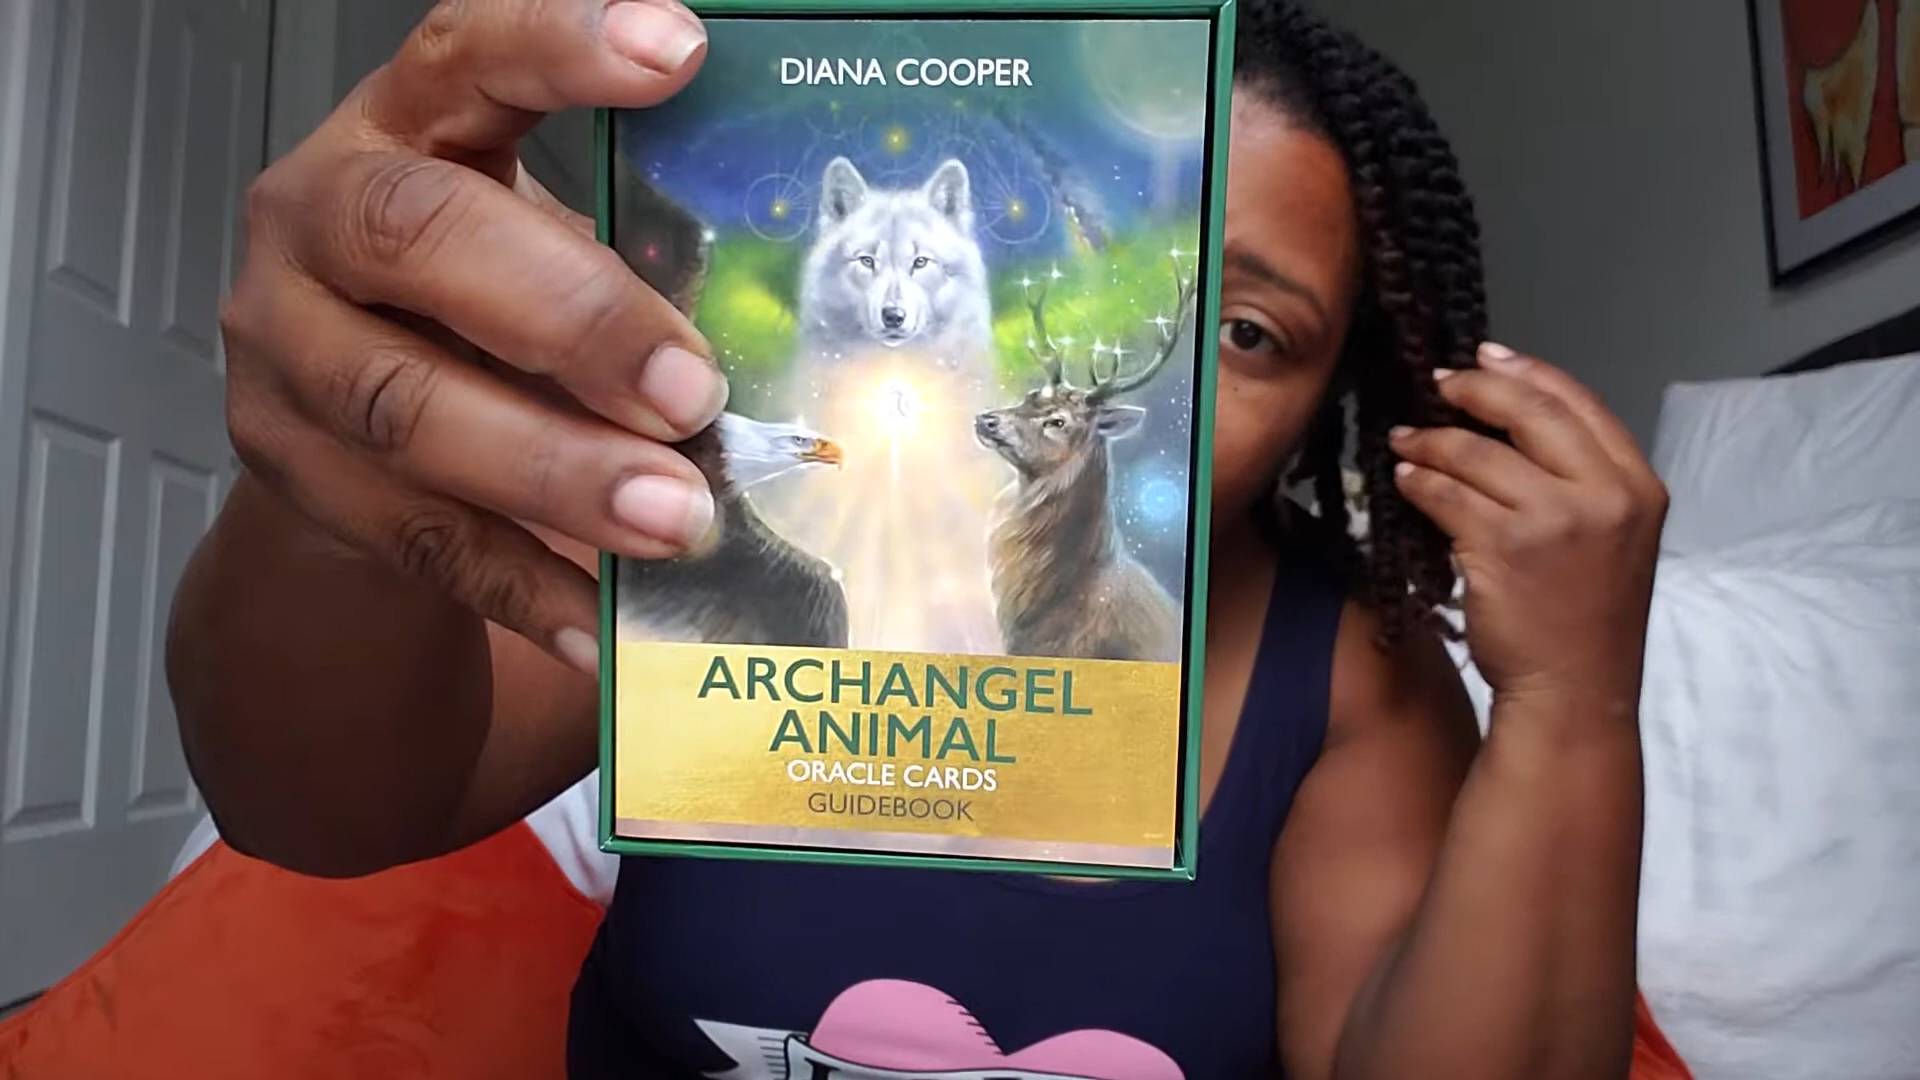 DIANA COOPER
ARCHANGEL
ANIMAL
ORACLE CARDS
GUIDEBOOK